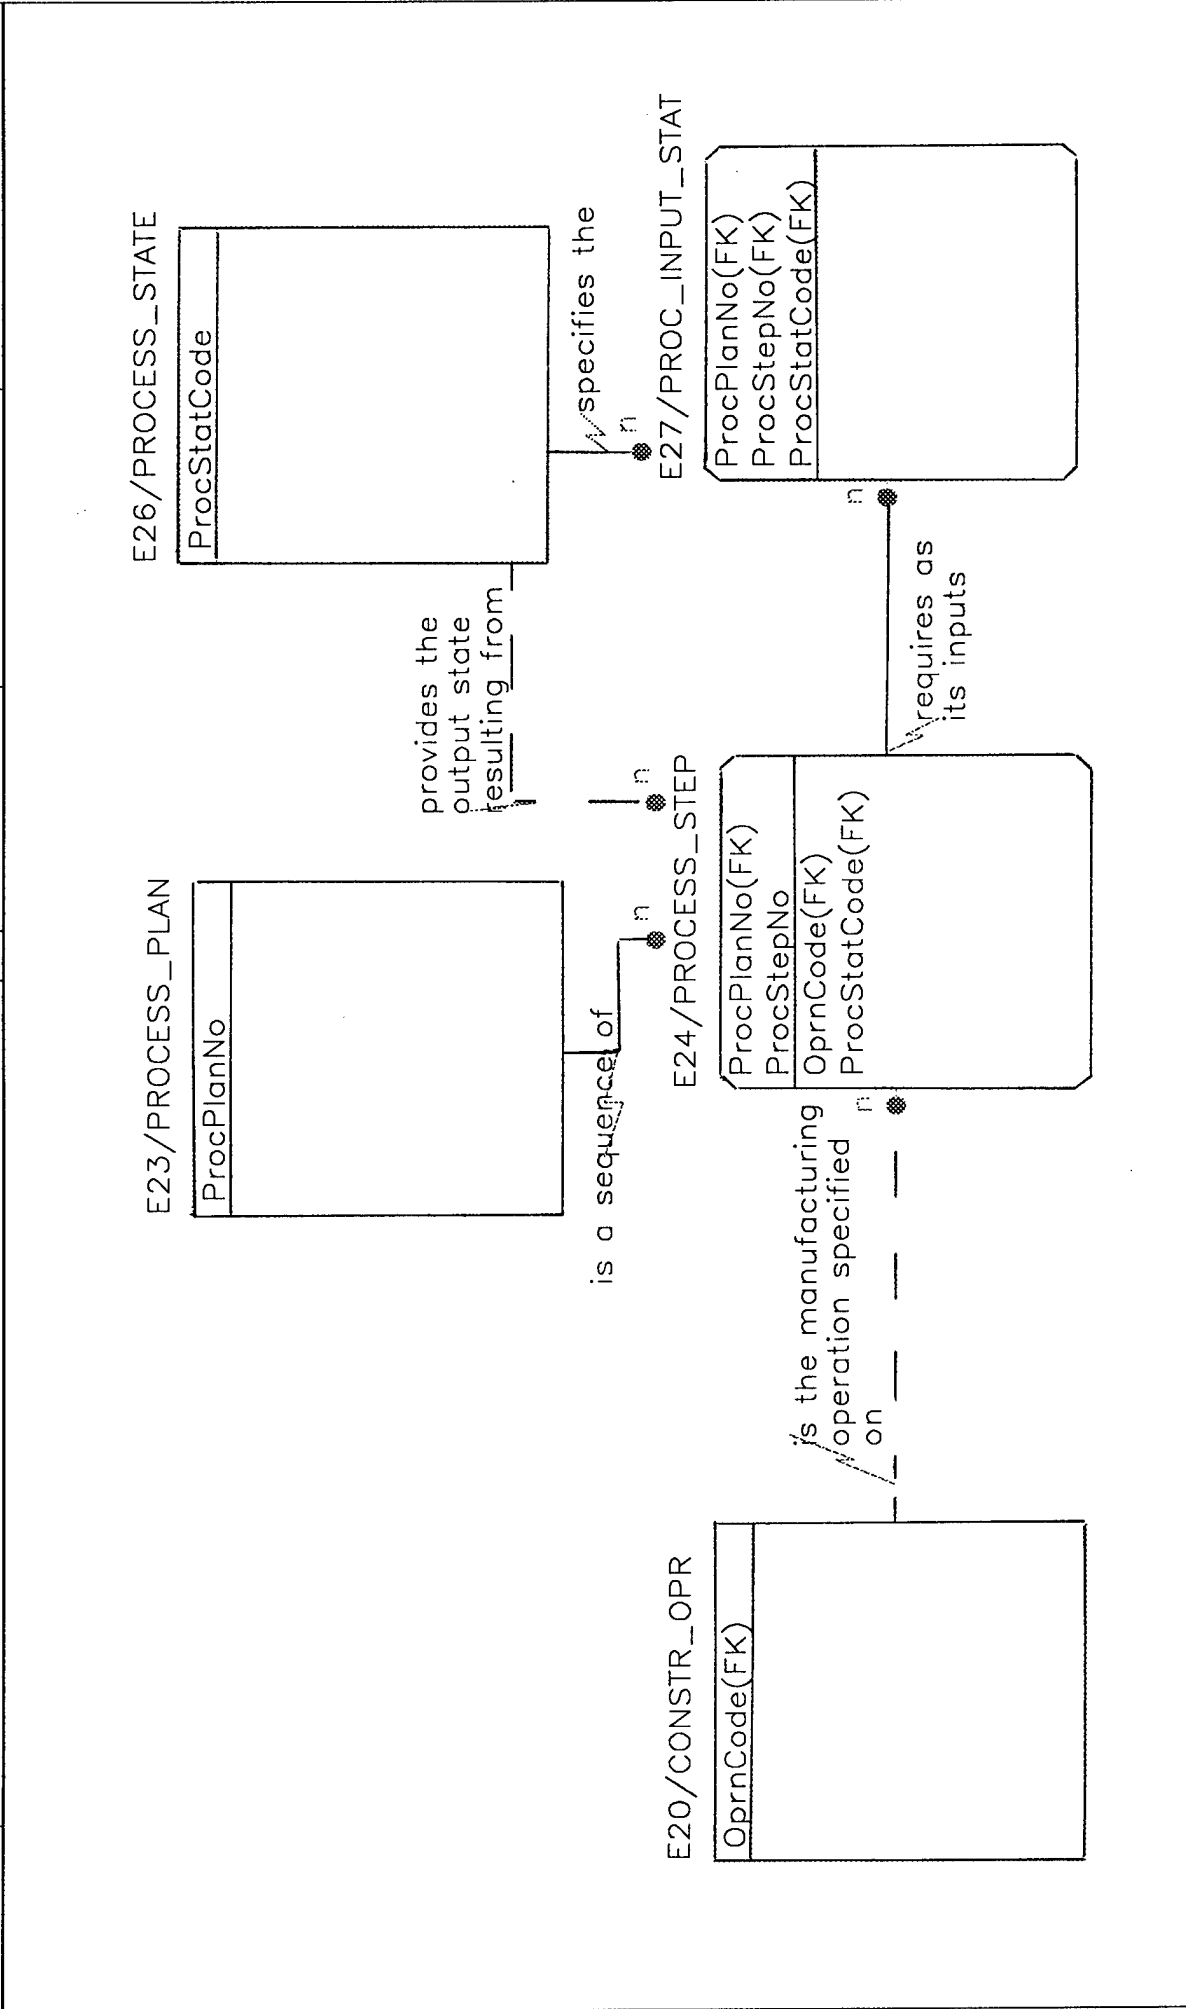 E23/PROCESS_PLAN
ProcPlanNo
E26/PROCESS_STATE
ProcStatCode
provides the
output state
resulting from
specifies the
n
is a sequence of
n
n
E20/CONSTR_OPR
OprnCode(FK)
is the manufacturing
operation specified
on
n
E24/PROCESS_STEP
ProcPlanNo(FK)
ProcStepNo
OprnCode(FK)
ProcStatCode(FK)
n
requires as
its inputs
E27/PROC_INPUT_STAT
ProcPlanNo(FK)
ProcStepNo(FK)
ProcStatCode(FK)